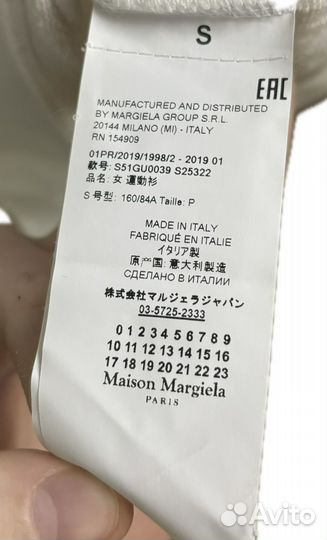 S
EAC
MANUFACTURED AND DISTRIBUTED
BY MARGIELA GROUP S.R.L.
20144 MILANO (MI) - ITALY
RN 154909
01PR/2019/1998/2 - 2019 01
款号: S51GU0039 S25322
品名: 女 運動衫
S 号型: 160/84A Taille: P
MADE IN ITALY
FABRIQUÉ EN ITALIE
イタリア製
原产国: 意大利製造
СДЕЛАНО В ИТАЛИИ
株式会社マルジェラジャパン
03-5725-2333
0 1 2 3 4 5 6 7 8 9
10 11 12 13 14 15 16
17 18 19 20 21 22 23
Maison Margiela
PARIS
Avito